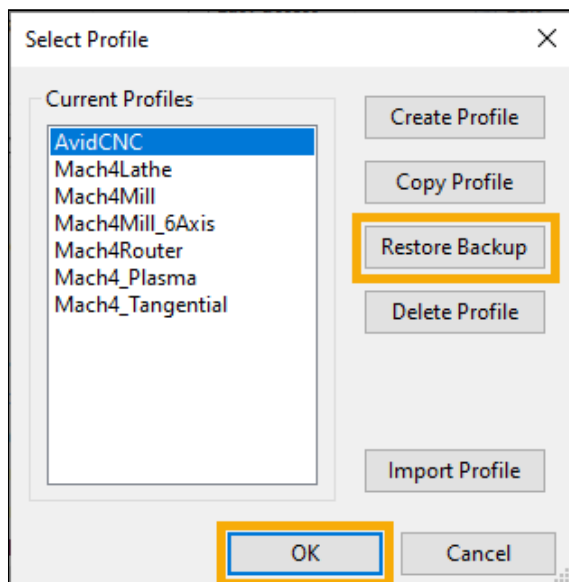 Select Profile
Current Profiles
AvidCNC
Mach4Lathe
Mach4Mill
Mach4Mill_6Axis
Mach4Router
Mach4_Plasma
Mach4_Tangential
Create Profile
Copy Profile
Restore Backup
Delete Profile
Import Profile
OK
Cancel